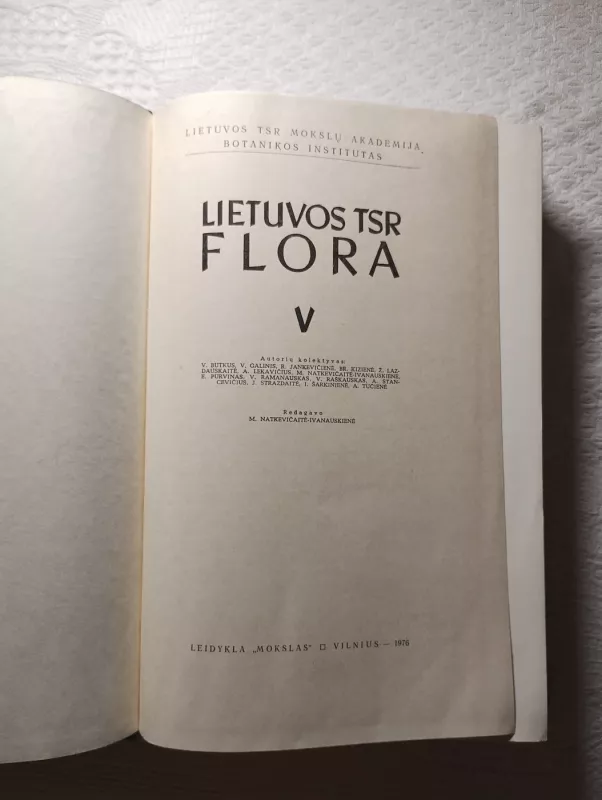 LIETUVOS TSR MOKSLŲ AKADEMIJA
BOTANIKOS INSTITUTAS
LIETUVOS TSR
FLORA
V
Autorių kolektyvas:
V. BUTKUS, V. GALINIS, R. JANKEVIČIENĖ, BR. KIZIENĖ, Ž. LAZ-
DAUSKAITĖ, A. LEKAVIČIUS, M. NATKEVIČAITĖ-IVANAUSKIENĖ,
E. PURVINAS, V. RAMANAUSKAS, V. RAŠKAUSKAS, A. STAN-
CEVIČIUS, J. STRAZDAITĖ, I. ŠARKINIENĖ, A. TUČIENĖ
Redagavo
M. NATKEVIČAITĖ-IVANAUSKIENĖ
LEIDYKLA „MOKSLAS“ □ VILNIUS — 1976